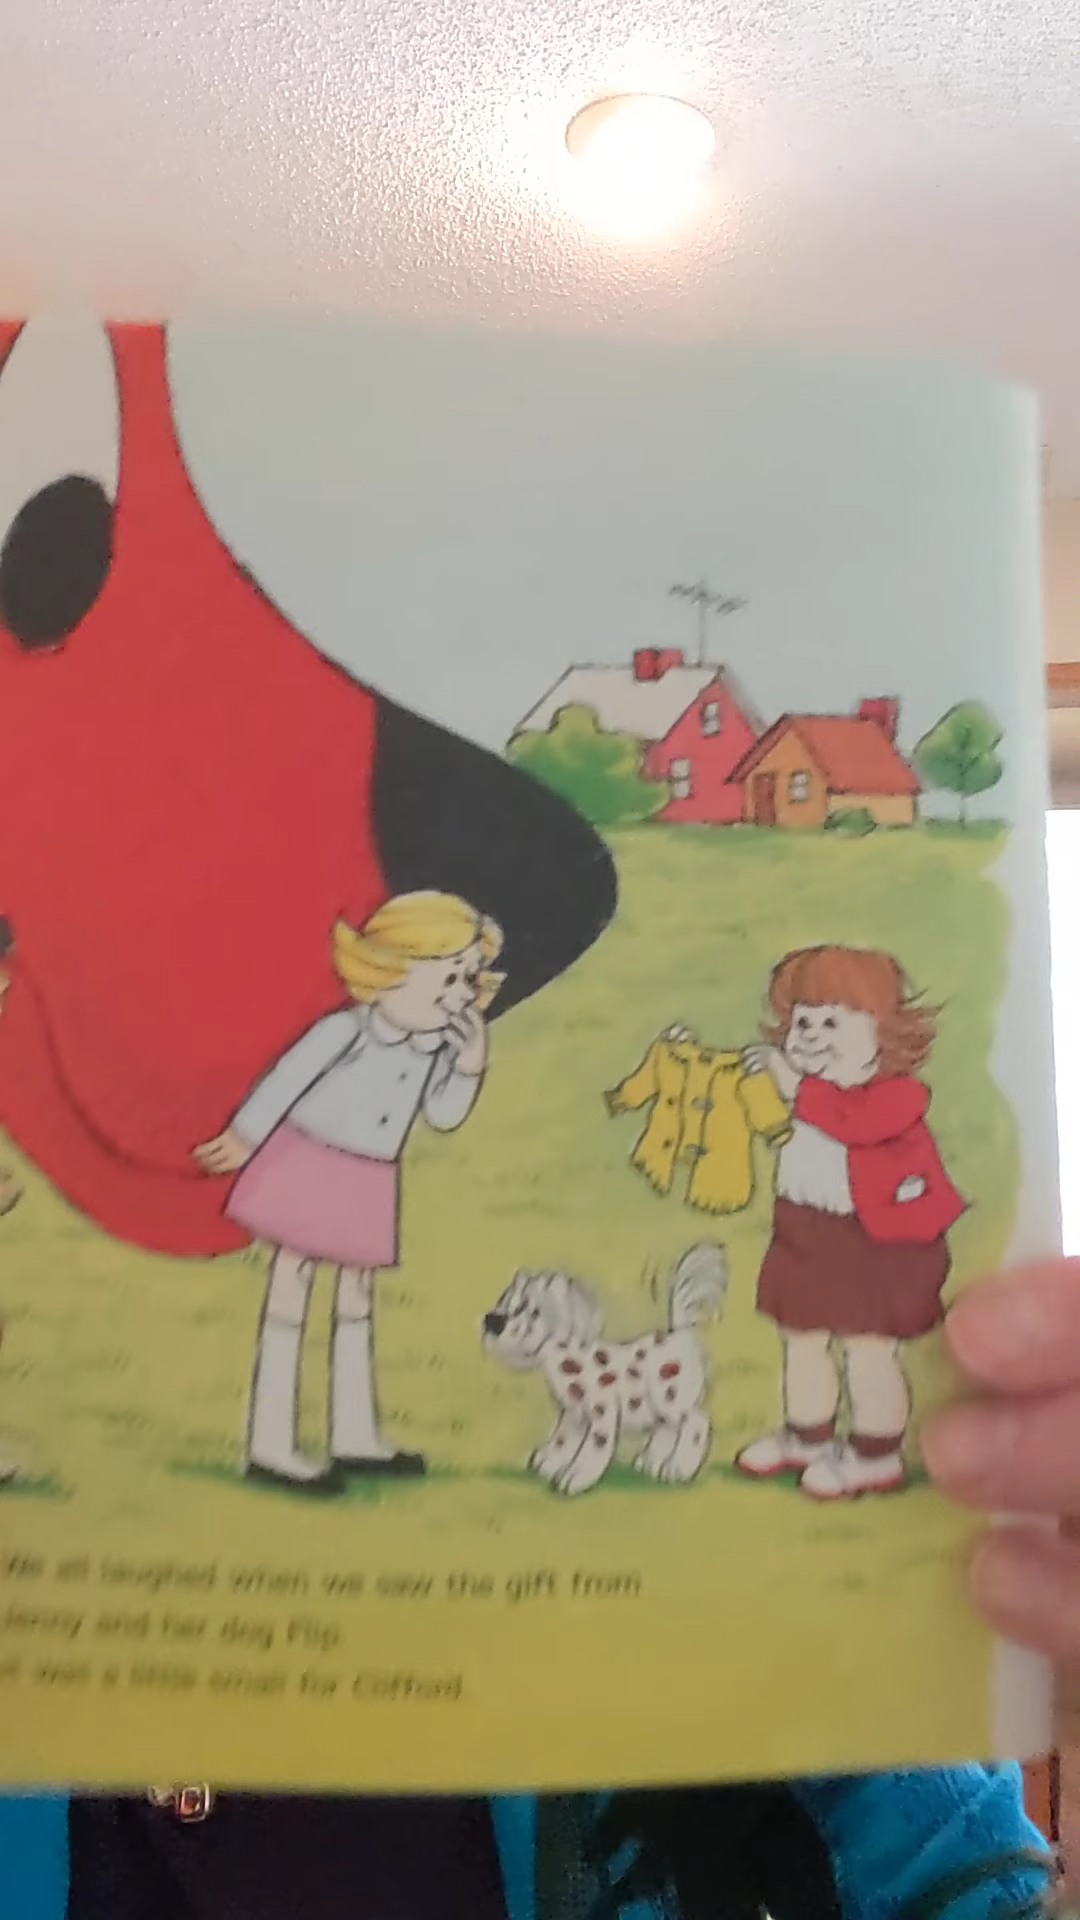 We all laughed when we saw the gift from
Jenny and her dog Flip.
It was a little small for Clifford.